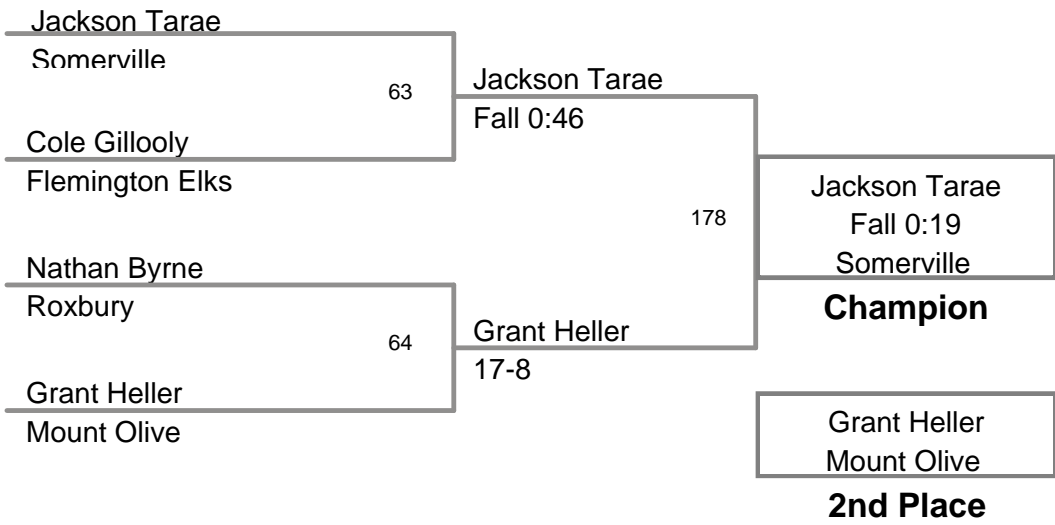 Jackson Tarae
Somerville
63
Cole Gillooly
Flemington Elks
Jackson Tarae
Fall 0:46
Nathan Byrne
Roxbury
64
Grant Heller
Mount Olive
Grant Heller
17-8
178
Jackson Tarae
Fall 0:19
Somerville
Champion
Grant Heller
Mount Olive
2nd Place